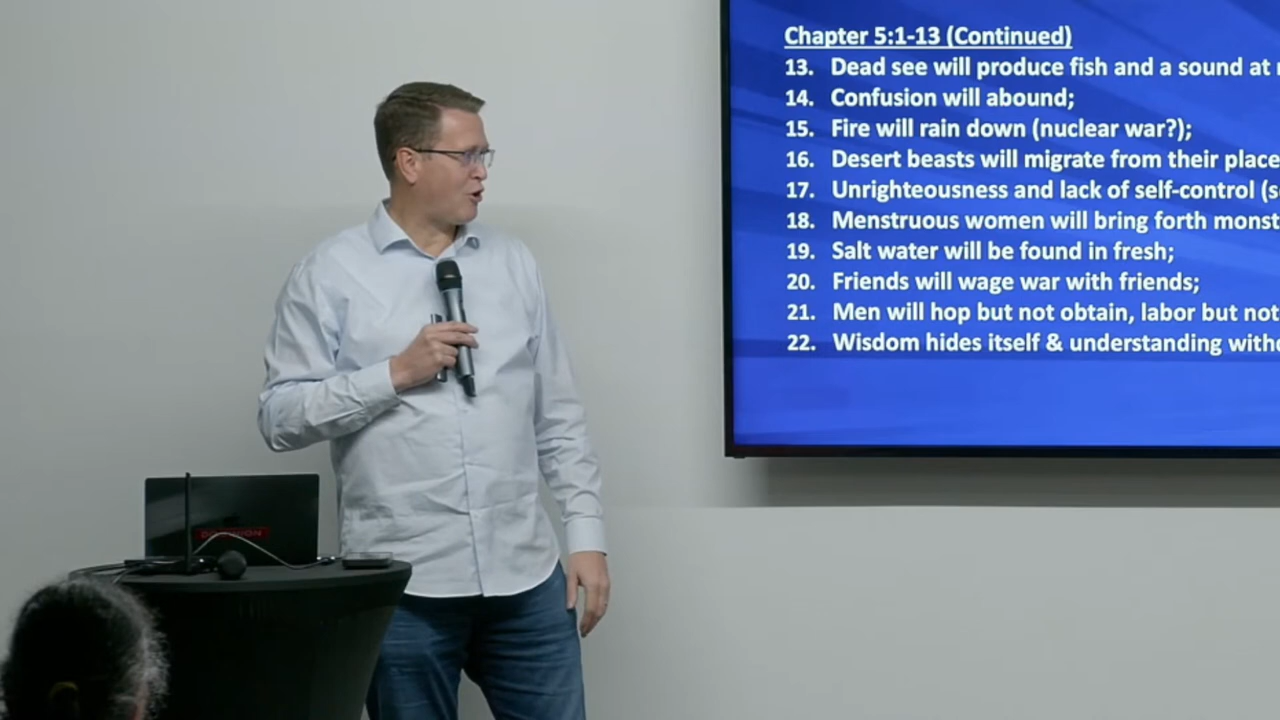 Chapter 5:1-13 (Continued)
13. Dead see will produce fish and a sound at
14. Confusion will abound;
15. Fire will rain down (nuclear war?);
16. Desert beasts will migrate from their place
17. Unrighteousness and lack of self-control (s
18. Menstruous women will bring forth monst
19. Salt water will be found in fresh;
20. Friends will wage war with friends;
21. Men will hop but not obtain, labor but not
22. Wisdom hides itself & understanding withd